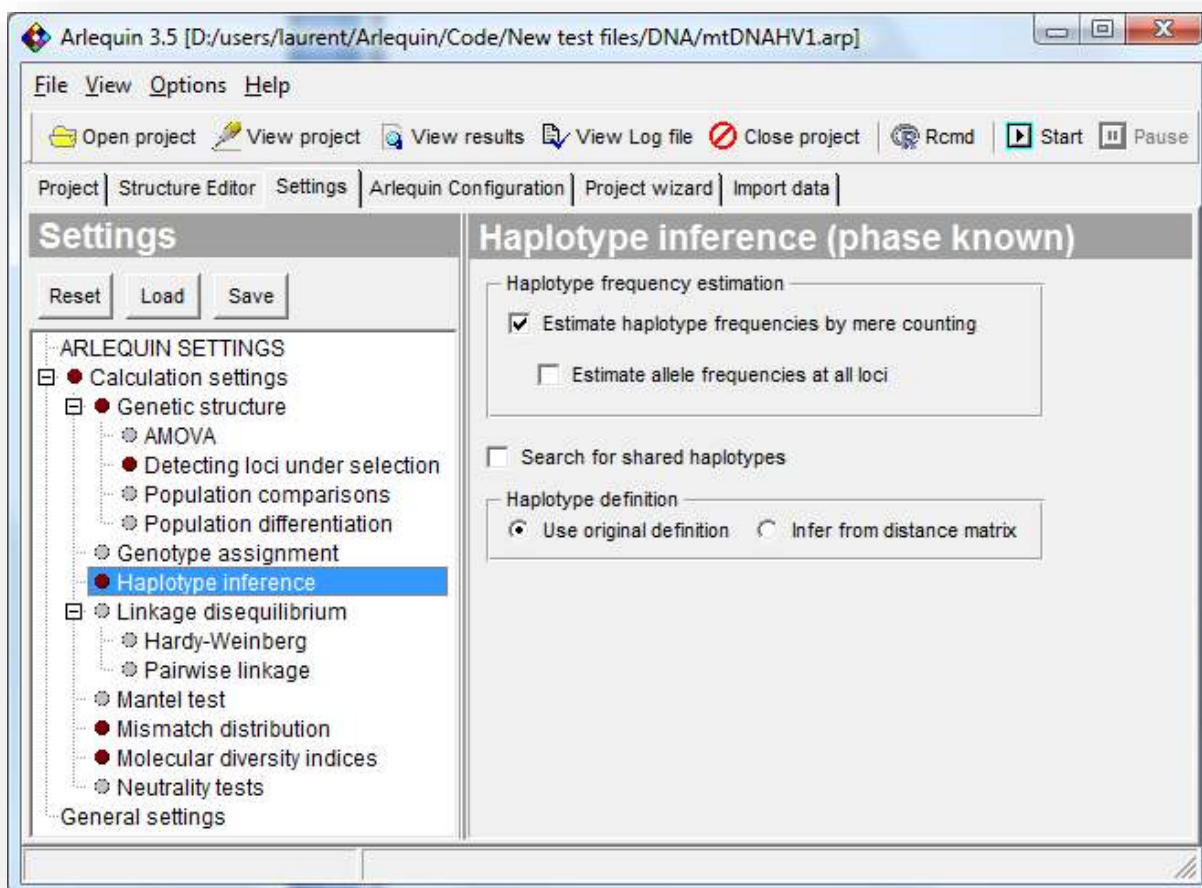 Arlequin 3.5 [D:/users/laurent/Arlequin/Code/New test files/DNA/mtDNAHV1.arp]
File View Options Help
Open project View project View results View Log file Close project Rcmd Start Pause
Project Structure Editor Settings Arlequin Configuration Project wizard Import data
Settings
Reset Load Save
ARLEQUIN SETTINGS
Calculation settings
Genetic structure
AMOVA
Detecting loci under selection
Population comparisons
Population differentiation
Genotype assignment
Haplotype inference
Linkage disequilibrium
Hardy-Weinberg
Pairwise linkage
Mantel test
Mismatch distribution
Molecular diversity indices
Neutrality tests
General settings
Haplotype inference (phase known)
Haplotype frequency estimation
Estimate haplotype frequencies by mere counting
Estimate allele frequencies at all loci
Search for shared haplotypes
Haplotype definition
Use original definition Infer from distance matrix